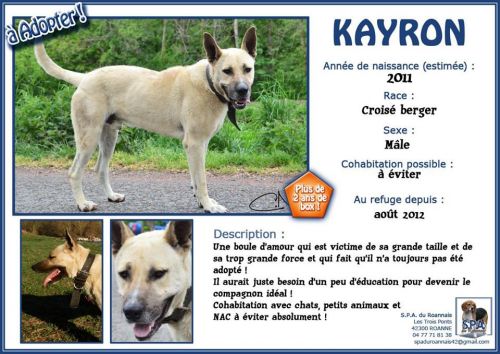 à Adopter !
KAYRON
Année de naissance (estimée) :
2011
Race :
Croisé berger
Sexe :
Mâle
Cohabitation possible :
à éviter
Au refuge depuis :
août 2012
Plus de
2 ans de
box !
Description :
Une boule d'amour qui est victime de sa grande taille et de
sa trop grande force et qui fait qu'il n'a toujours pas été
adopté !
Il aurait juste besoin d'un peu d'éducation pour devenir le
compagnon idéal !
Cohabitation avec chats, petits animaux et
NAC à éviter absolument !
S.P.A. du Roannais
Les Trois Ponts
42300 ROANNE
04 77 71 81 38
spaduroannais42@gmail.com
SPA